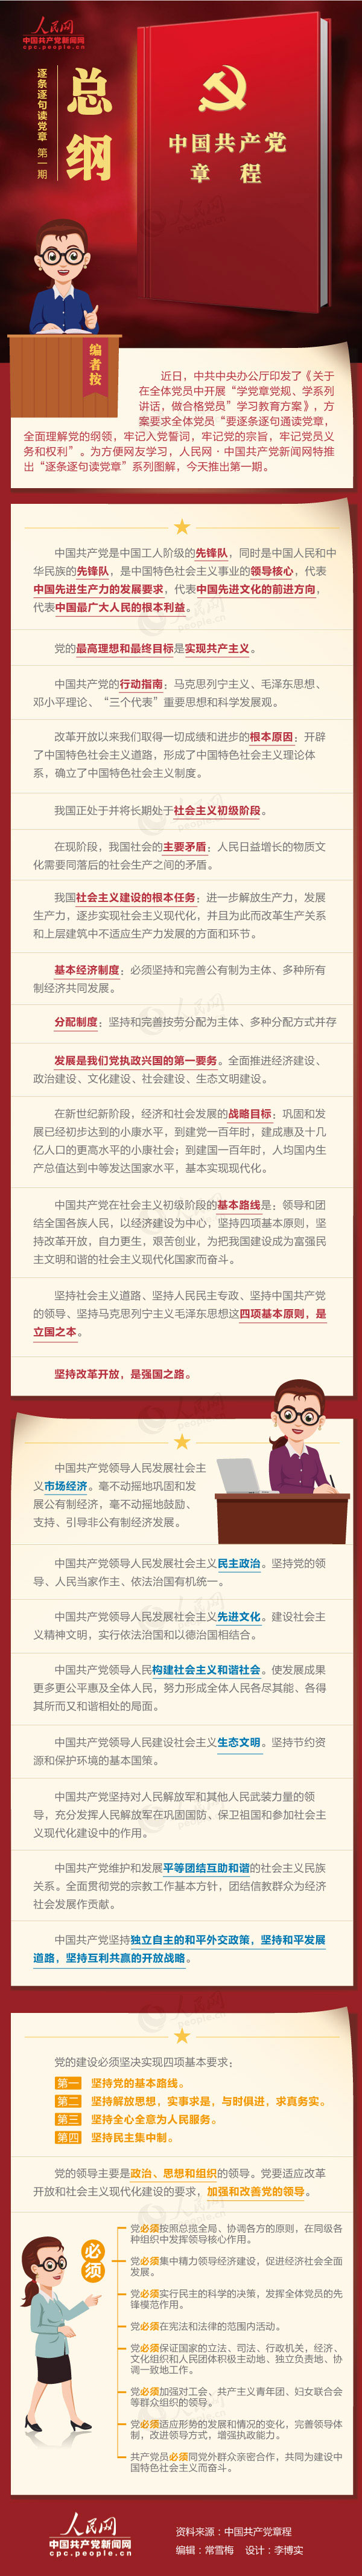 人民网
中国共产党新闻网
cpc.people.com.cn
逐条逐句读党章 第一期
总纲
中国共产党
章 程
编者按
近日，中共中央办公厅印发了《关于
在全体党员中开展“学党章党规、学系列
讲话，做合格党员”学习教育方案》，方
案要求全体党员“要逐条逐句通读党章，
全面理解党的纲领，牢记入党誓词，牢记党的宗旨，牢记党员义
务和权利”。为方便网友学习，人民网·中国共产党新闻网特推
出“逐条逐句读党章”系列图解，今天推出第一期。
中国共产党是中国工人阶级的先锋队，同时是中国人民和中
华民族的先锋队，是中国特色社会主义事业的领导核心，代表
中国先进生产力的发展要求，代表中国先进文化的前进方向，
代表中国最广大人民的根本利益。
党的最高理想和最终目标是实现共产主义。
中国共产党的行动指南：马克思列宁主义、毛泽东思想、
邓小平理论、“三个代表”重要思想和科学发展观。
改革开放以来我们取得一切成绩和进步的根本原因：开辟
了中国特色社会主义道路，形成了中国特色社会主义理论体
系，确立了中国特色社会主义制度。
我国正处于并将长期处于社会主义初级阶段。
在现阶段，我国社会的主要矛盾：人民日益增长的物质文
化需要同落后的社会生产之间的矛盾。
我国社会主义建设的根本任务：进一步解放生产力，发展
生产力，逐步实现社会主义现代化，并且为此而改革生产关系
和上层建筑中不适应生产力发展的方面和环节。
基本经济制度：必须坚持和完善公有制为主体、多种所有
制经济共同发展。
分配制度：坚持和完善按劳分配为主体、多种分配方式并存
发展是我们党执政兴国的第一要务。全面推进经济建设、
政治建设、文化建设、社会建设、生态文明建设。
在新世纪新阶段，经济和社会发展的战略目标：巩固和发
展已经初步达到的小康水平，到建党一百年时，建成惠及十几
亿人口的更高水平的小康社会；到建国一百年时，人均国内生
产总值达到中等发达国家水平，基本实现现代化。
中国共产党在社会主义初级阶段的基本路线是：领导和团
结全国各族人民，以经济建设为中心，坚持四项基本原则，坚
持改革开放，自力更生，艰苦创业，为把我国建设成为富强民
主文明和谐的社会主义现代化国家而奋斗。
坚持社会主义道路、坚持人民民主专政、坚持中国共产党
的领导、坚持马克思列宁主义毛泽东思想这四项基本原则，是
立国之本。
坚持改革开放，是强国之路。
中国共产党领导人民发展社会主
义市场经济。毫不动摇地巩固和发
展公有制经济，毫不动摇地鼓励、
支持、引导非公有制经济发展。
中国共产党领导人民发展社会主义民主政治。坚持党的领
导、人民当家作主、依法治国有机统一。
中国共产党领导人民发展社会主义先进文化。建设社会主
义精神文明，实行依法治国和以德治国相结合。
中国共产党领导人民构建社会主义和谐社会。使发展成果
更多更公平惠及全体人民，努力形成全体人民各尽其能、各得
其所而又和谐相处的局面。
中国共产党领导人民建设社会主义生态文明。坚持节约资
源和保护环境的基本国策。
中国共产党坚持对人民解放军和其他人民武装力量的领
导，充分发挥人民解放军在巩固国防、保卫祖国和参加社会主
义现代化建设中的作用。
中国共产党维护和发展平等团结互助和谐的社会主义民族
关系。全面贯彻党的宗教工作基本方针，团结信教群众为经济
社会发展作贡献。
中国共产党坚持独立自主的和平外交政策，坚持和平发展
道路，坚持互利共赢的开放战略。
党的建设必须坚决实现四项基本要求：
第一 坚持党的基本路线。
第二 坚持解放思想，实事求是，与时俱进，求真务实。
第三 坚持全心全意为人民服务。
第四 坚持民主集中制。
党的领导主要是政治、思想和组织的领导。党要适应改革
开放和社会主义现代化建设的要求，加强和改善党的领导。
必须
党必须按照总揽全局、协调各方的原则，在同级各
种组织中发挥领导核心作用。
党必须集中精力领导经济建设，促进经济社会全面
发展。
党必须实行民主的科学的决策，发挥全体党员的先
锋模范作用。
党必须在宪法和法律的范围内活动。
党必须保证国家的立法、司法、行政机关，经济、
文化组织和人民团体积极主动地、独立负责地、协
调一致地工作。
党必须加强对工会、共产主义青年团、妇女联合会
等群众组织的领导。
党必须适应形势的发展和情况的变化，完善领导体
制，改进领导方式，增强执政能力。
共产党员必须同党外群众亲密合作，共同为建设中
国特色社会主义而奋斗。
人民网
中国共产党新闻网
cpc.people.com.cn
资料来源：中国共产党章程
编辑：常雪梅 设计：李博实